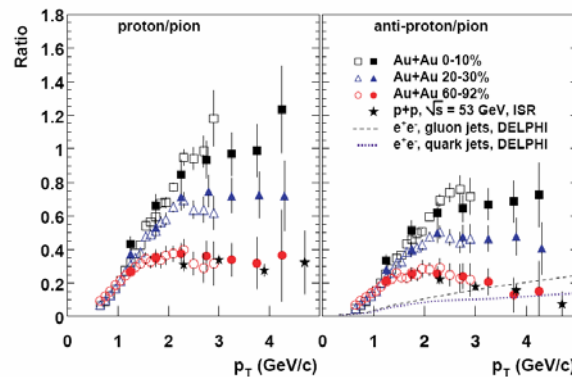 proton/pion
anti-proton/pion
Ratio
1.8
1.6
1.4
1.2
1
0.8
0.6
0.4
0.2
0
Au+Au 0-10%
Au+Au 20-30%
Au+Au 60-92%
p+p, √s = 53 GeV, ISR
e⁺e⁻, gluon jets, DELPHI
e⁺e⁻, quark jets, DELPHI
0 1 2 3 4 0 1 2 3 4
p_T (GeV/c) p_T (GeV/c)